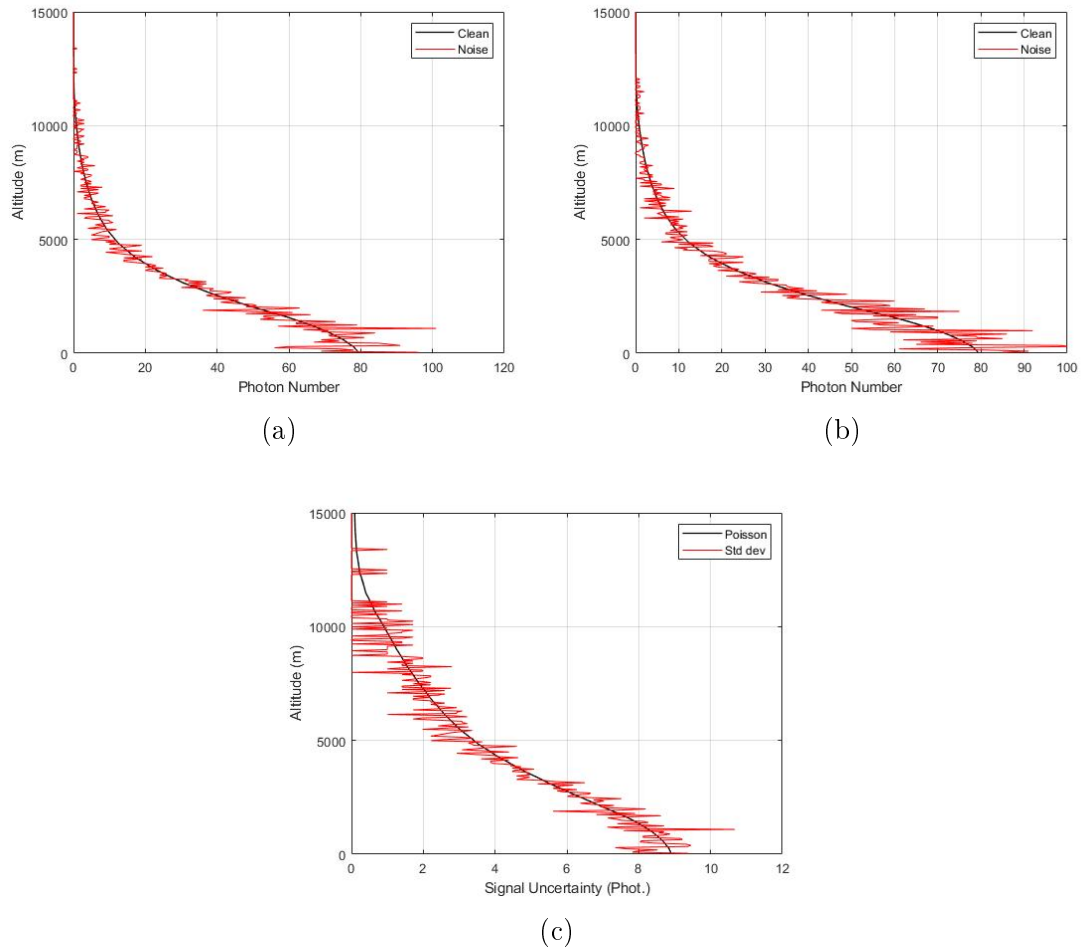 15000
10000
5000
0
Altitude (m)
Clean
Noise
0 20 40 60 80 100 120
Photon Number
(a)
15000
10000
5000
0
Altitude (m)
Clean
Noise
0 10 20 30 40 50 60 70 80 90 100
Photon Number
(b)
15000
10000
5000
0
Altitude (m)
Poisson
Std dev
0 2 4 6 8 10 12
Signal Uncertainty (Phot.)
(c)